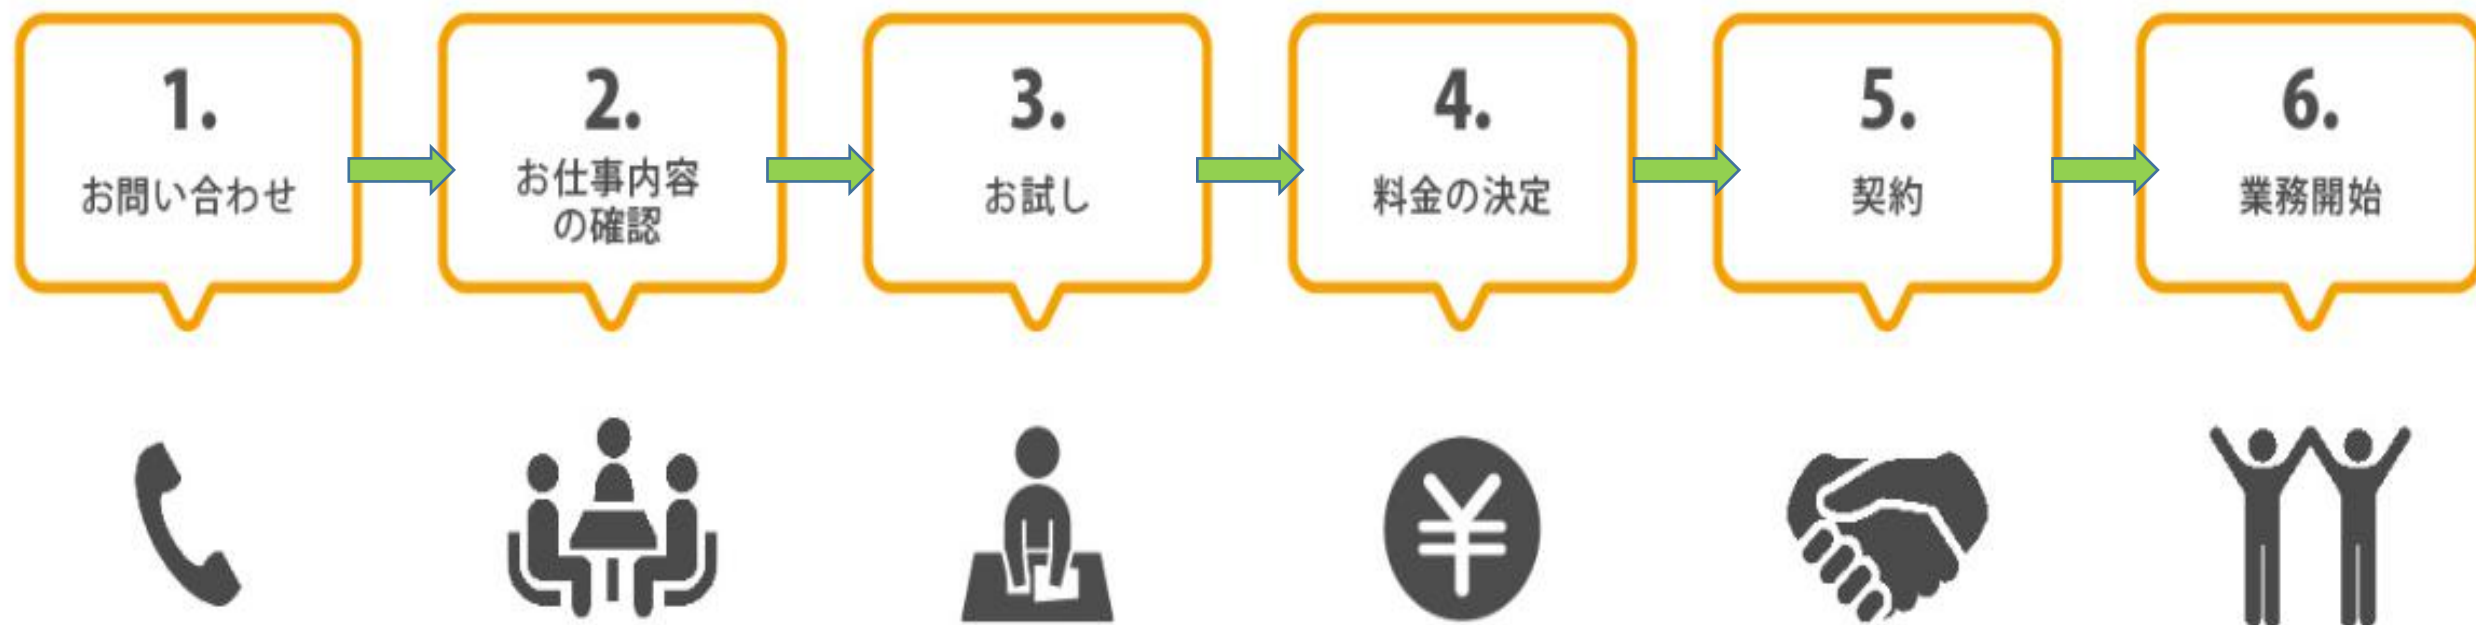 1.
お問い合わせ
2.
お仕事内容
の確認
3.
お試し
4.
料金の決定
5.
契約
6.
業務開始
¥